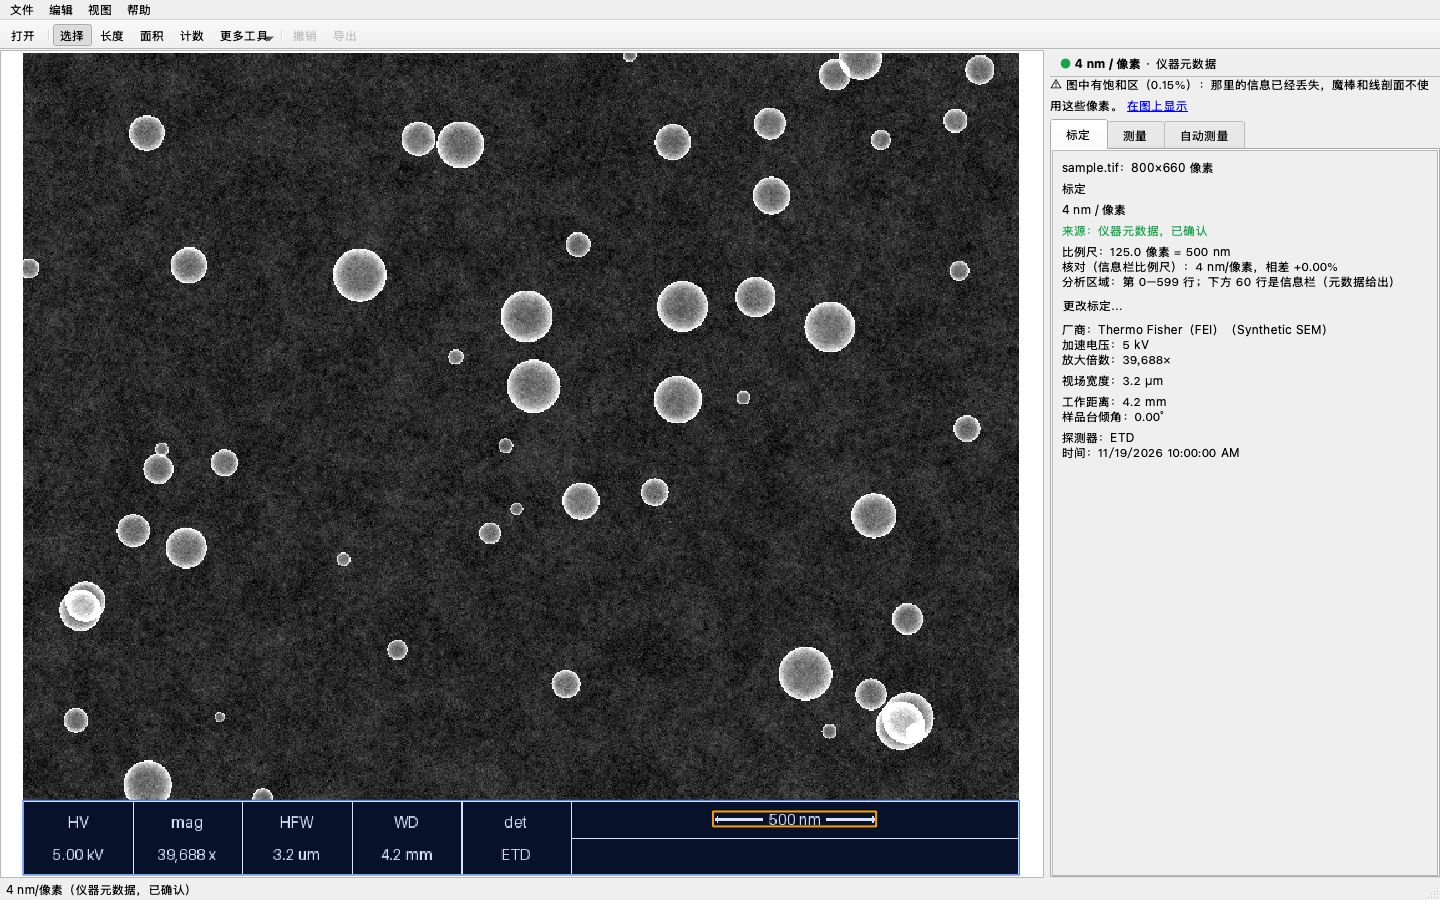 文件 编辑 视图 帮助
打开 选择 长度 面积 计数 更多工具 撤销 导出
4 nm / 像素 · 仪器元数据
⚠ 图中有饱和区（0.15%）：那里的信息已经丢失，魔棒和线剖面不使
用这些像素。 在图上显示
标定 测量 自动测量
sample.tif：800×660 像素
标定
4 nm / 像素
来源：仪器元数据，已确认
比例尺：125.0 像素 = 500 nm
核对（信息栏比例尺）：4 nm/像素，相差 +0.00%
分析区域：第 0—599 行；下方 60 行是信息栏（元数据给出）
更改标定...
厂商：Thermo Fisher（FEI）（Synthetic SEM）
加速电压：5 kV
放大倍数：39,688×
视场宽度：3.2 µm
工作距离：4.2 mm
样品台倾角：0.00°
探测器：ETD
时间：11/19/2026 10:00:00 AM
HV mag HFW WD det
5.00 kV 39,688 x 3.2 um 4.2 mm ETD
500 nm
4 nm/像素（仪器元数据，已确认）